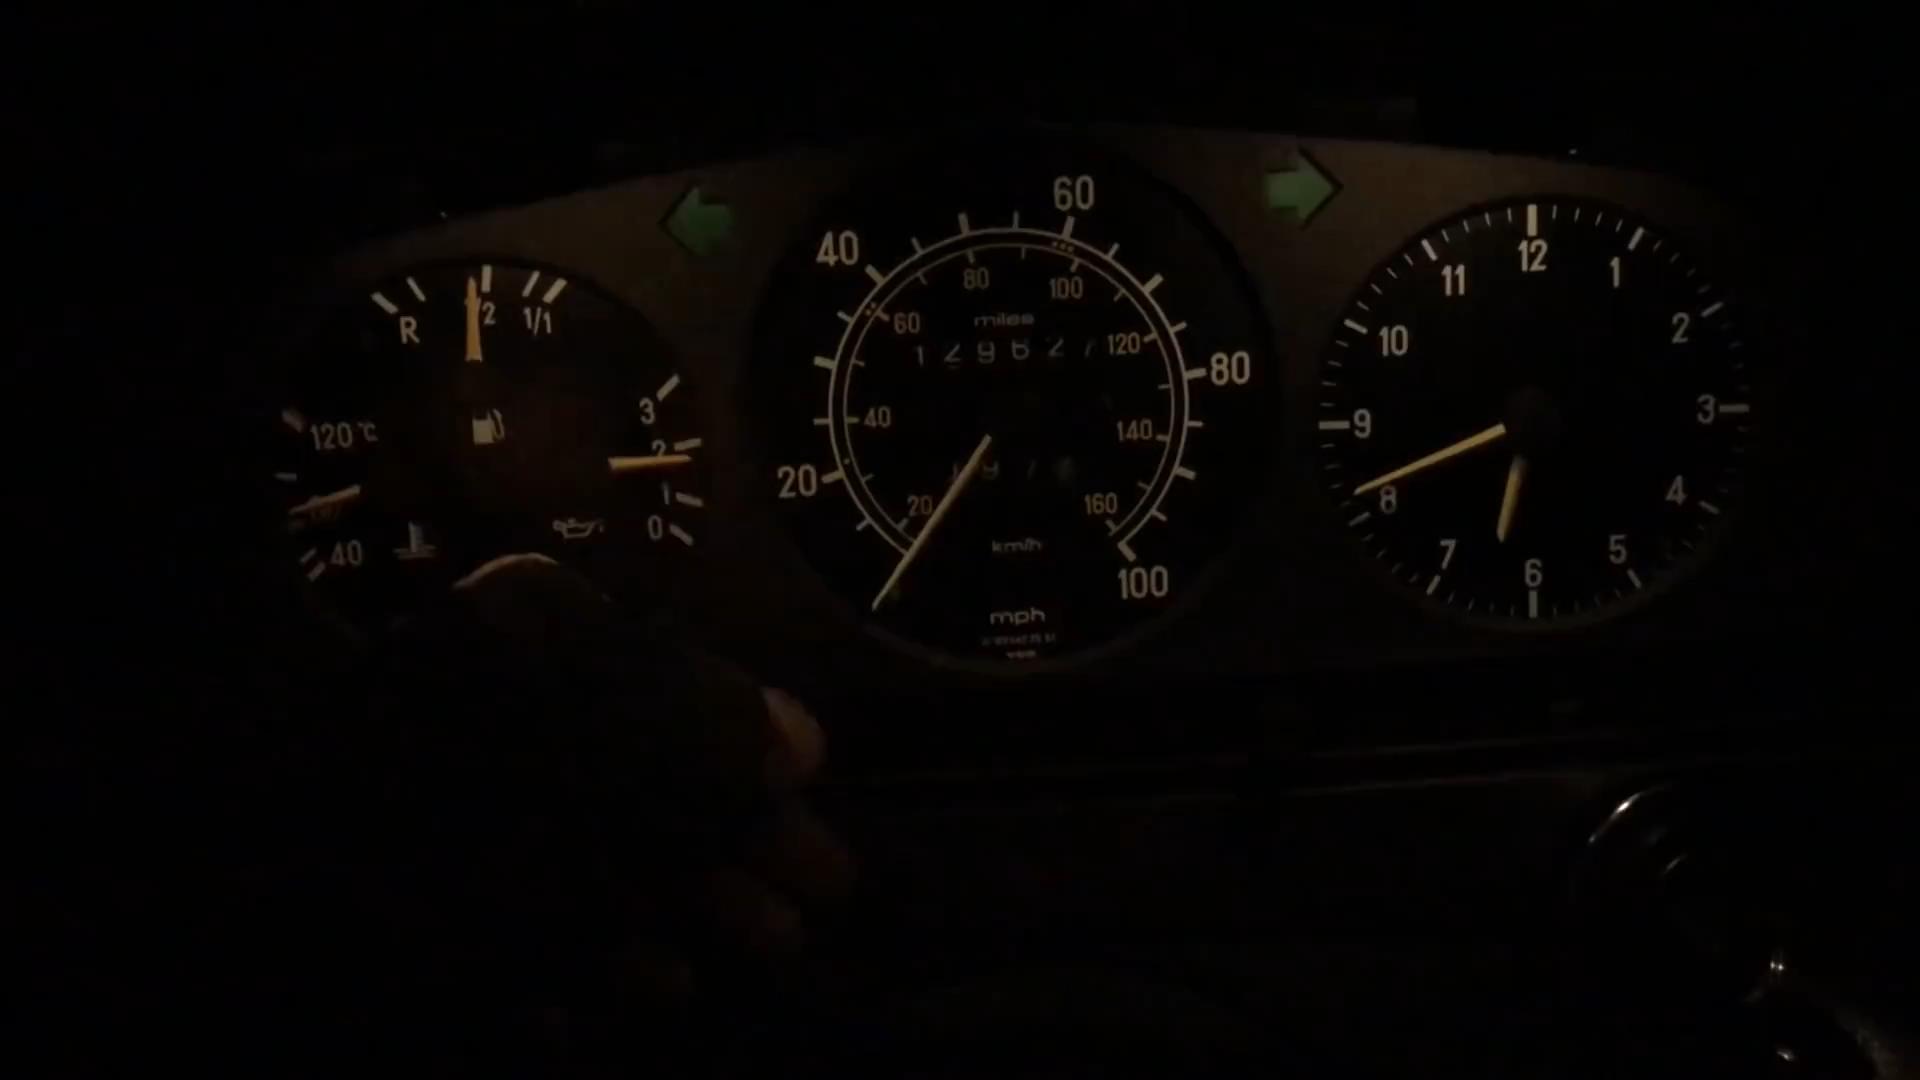 R 1/2 1/1
120 °C
40
3
2
1
0
20 40 60 80 100
20 40 60 80 100 120 140 160
miles
129627
km/h
mph
12 1 2 3 4 5 6 7 8 9 10 11